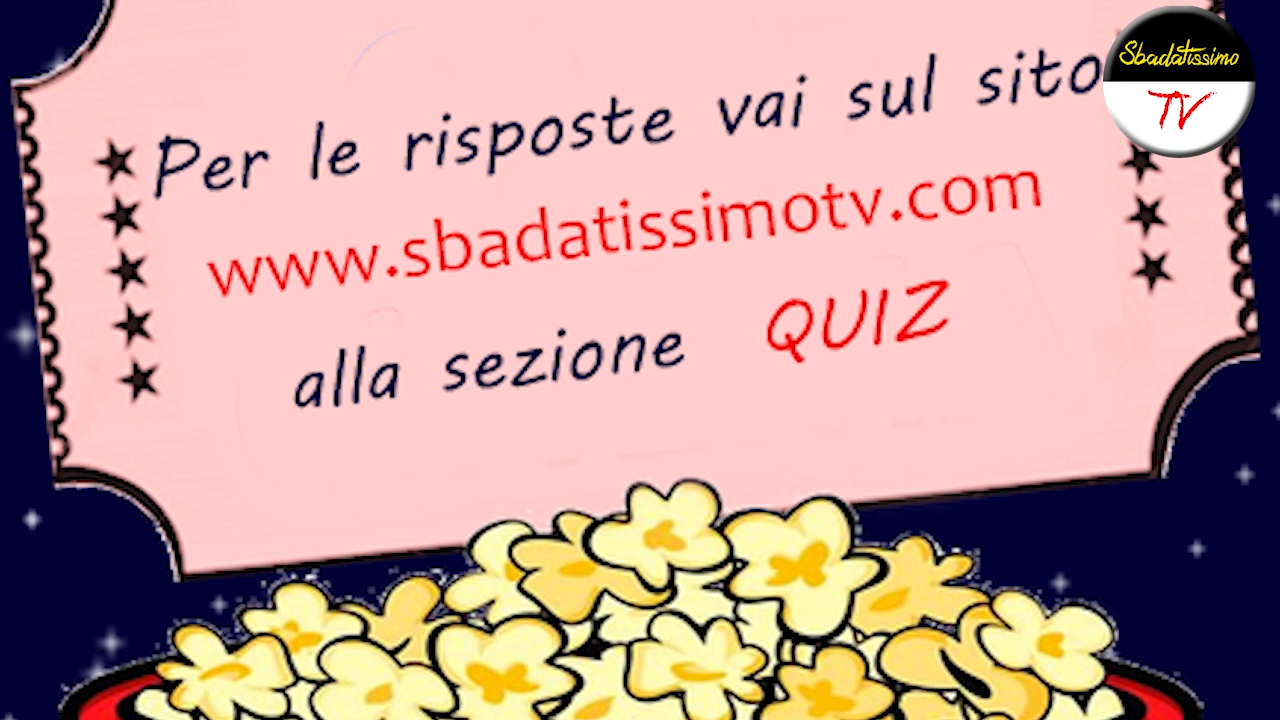 Per le risposte vai sul sito
www.sbadatissimotv.com
alla sezione QUIZ
Sbadatissimo
TV